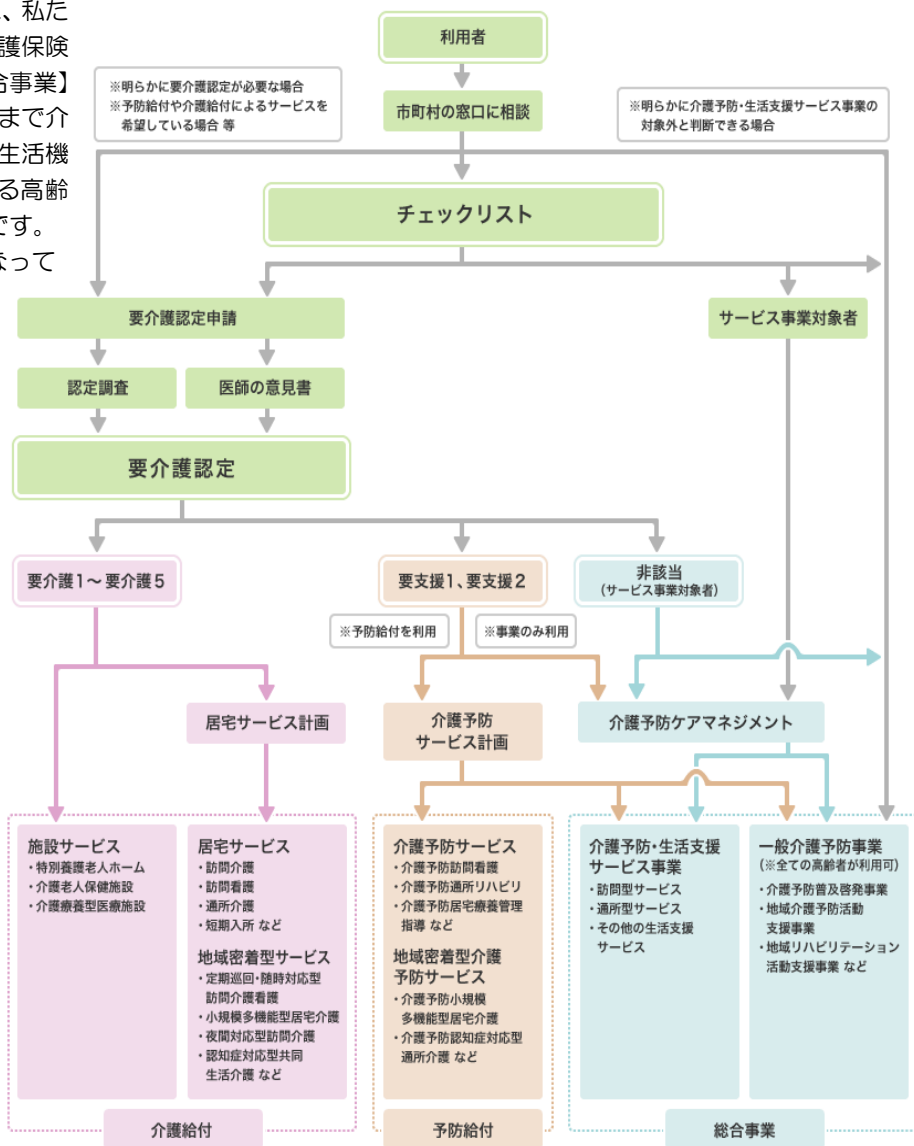 、私た
護保険
合事業】
まで介
生活機
る高齢
です。
なって
利用者
※明らかに要介護認定が必要な場合
※予防給付や介護給付によるサービスを
希望している場合 等
市町村の窓口に相談
※明らかに介護予防・生活支援サービス事業の
対象外と判断できる場合
チェックリスト
要介護認定申請
サービス事業対象者
認定調査
医師の意見書
要介護認定
要介護1～要介護5
要支援1、要支援2
非該当
(サービス事業対象者)
※予防給付を利用
※事業のみ利用
居宅サービス計画
介護予防
サービス計画
介護予防ケアマネジメント
施設サービス
・特別養護老人ホーム
・介護老人保健施設
・介護療養型医療施設
居宅サービス
・訪問介護
・訪問看護
・通所介護
・短期入所 など
地域密着型サービス
・定期巡回・随時対応型
訪問介護看護
・小規模多機能型居宅介護
・夜間対応型訪問介護
・認知症対応型共同
生活介護 など
介護予防サービス
・介護予防訪問看護
・介護予防通所リハビリ
・介護予防居宅療養管理
指導 など
地域密着型介護
予防サービス
・介護予防小規模
多機能型居宅介護
・介護予防認知症対応型
通所介護 など
介護予防・生活支援
サービス事業
・訪問型サービス
・通所型サービス
・その他の生活支援
サービス
一般介護予防事業
(※全ての高齢者が利用可)
・介護予防普及啓発事業
・地域介護予防活動
支援事業
・地域リハビリテーション
活動支援事業 など
介護給付
予防給付
総合事業